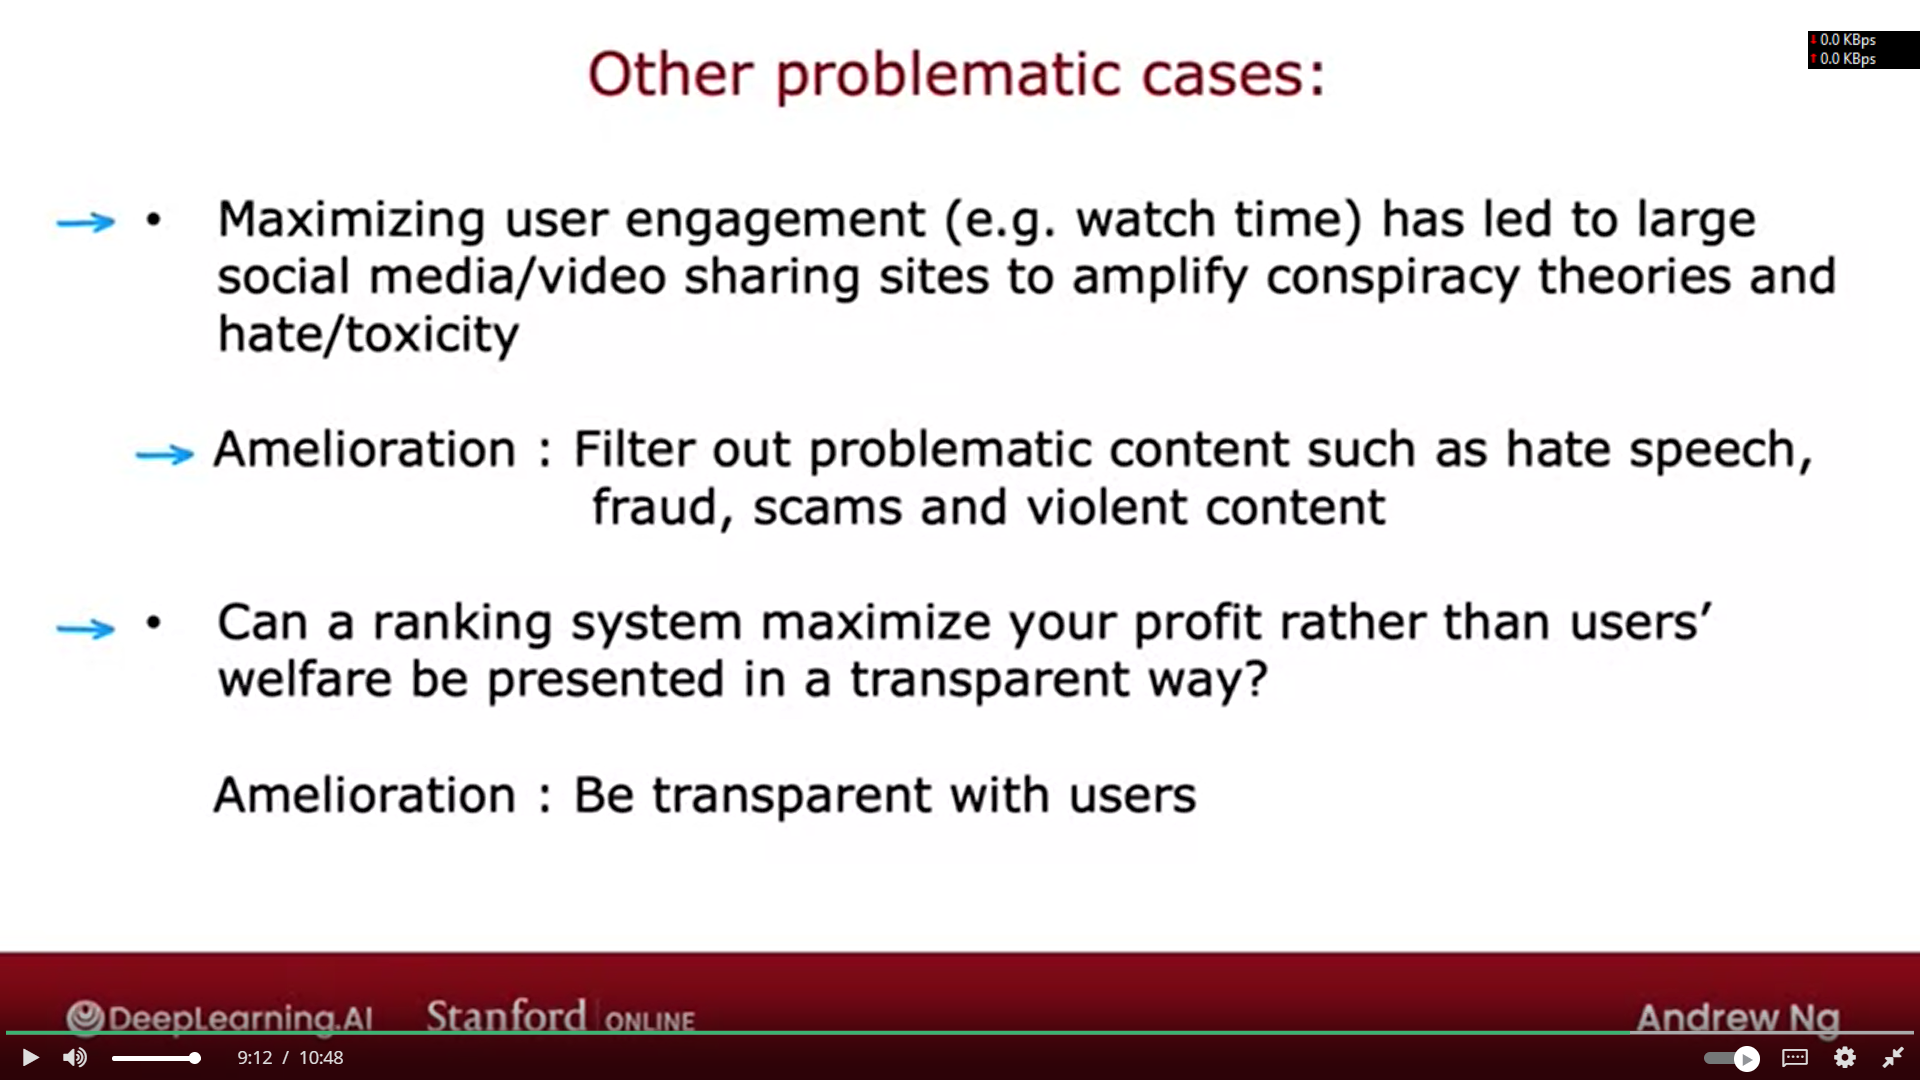 Other problematic cases:
0.0 KBps
0.0 KBps
• Maximizing user engagement (e.g. watch time) has led to large
social media/video sharing sites to amplify conspiracy theories and
hate/toxicity
Amelioration : Filter out problematic content such as hate speech,
fraud, scams and violent content
• Can a ranking system maximize your profit rather than users’
welfare be presented in a transparent way?
Amelioration : Be transparent with users
DeepLearning.AI Stanford | ONLINE Andrew Ng
9:12 / 10:48